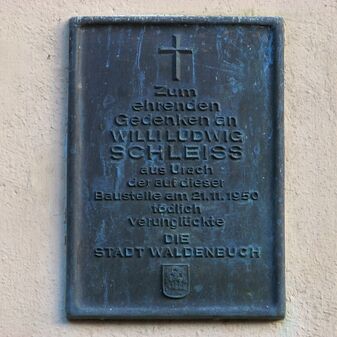 Zum
ehrenden
Gedenken an
WILLI LUDWIG
SCHLEISS
aus Urach
der auf dieser
Baustelle am 21.11.1950
tödlich
verunglückte
DIE
STADT WALDENBUCH